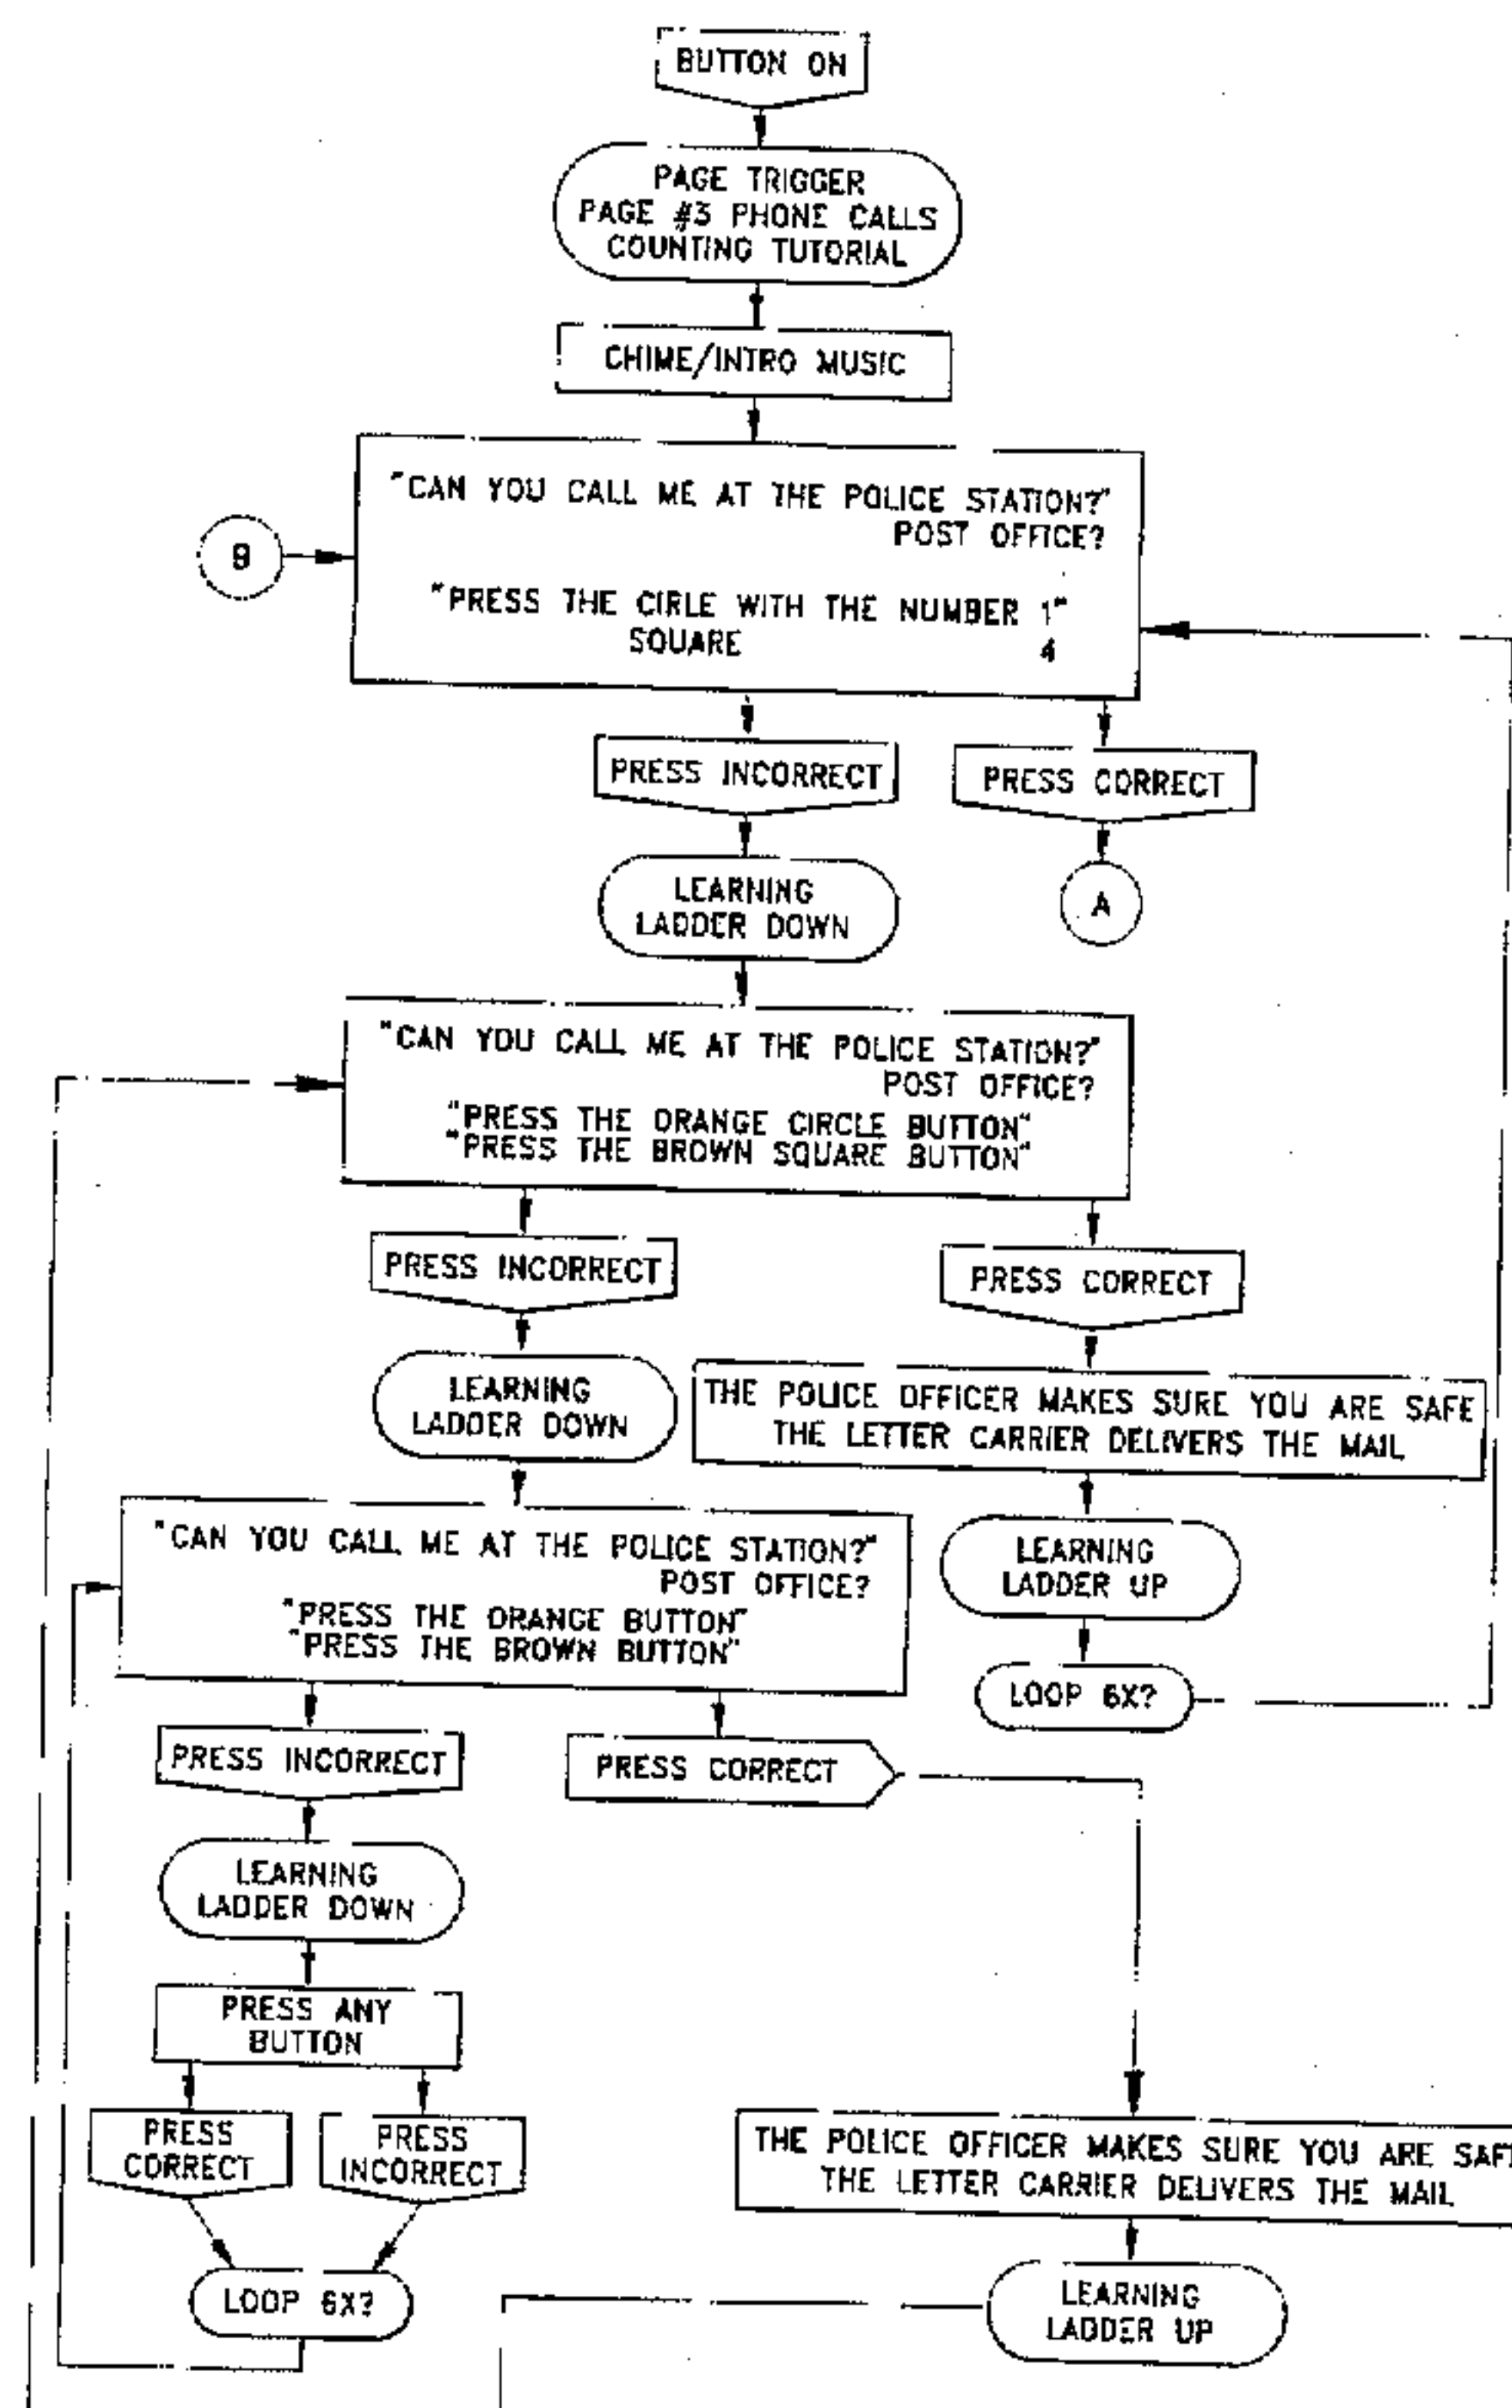 BUTTON ON
PAGE TRIGGER
PAGE #3 PHONE CALLS
COUNTING TUTORIAL
CHIME/INTRO MUSIC
"CAN YOU CALL ME AT THE POLICE STATION?"
POST OFFICE?
B
"PRESS THE CIRLE WITH THE NUMBER 1"
SQUARE 4
PRESS INCORRECT
PRESS CORRECT
LEARNING
LADDER DOWN
A
"CAN YOU CALL ME AT THE POLICE STATION?"
POST OFFICE?
"PRESS THE ORANGE CIRCLE BUTTON"
"PRESS THE BROWN SQUARE BUTTON"
PRESS INCORRECT
PRESS CORRECT
LEARNING
LADDER DOWN
THE POLICE OFFICER MAKES SURE YOU ARE SAFE
THE LETTER CARRIER DELIVERS THE MAIL
"CAN YOU CALL ME AT THE POLICE STATION?"
POST OFFICE?
"PRESS THE ORANGE BUTTON"
"PRESS THE BROWN BUTTON"
LEARNING
LADDER UP
LOOP 6X?
PRESS INCORRECT
PRESS CORRECT
LEARNING
LADDER DOWN
PRESS ANY
BUTTON
PRESS
CORRECT
PRESS
INCORRECT
THE POLICE OFFICER MAKES SURE YOU ARE SAF
THE LETTER CARRIER DELIVERS THE MAIL
LOOP 6X?
LEARNING
LADDER UP